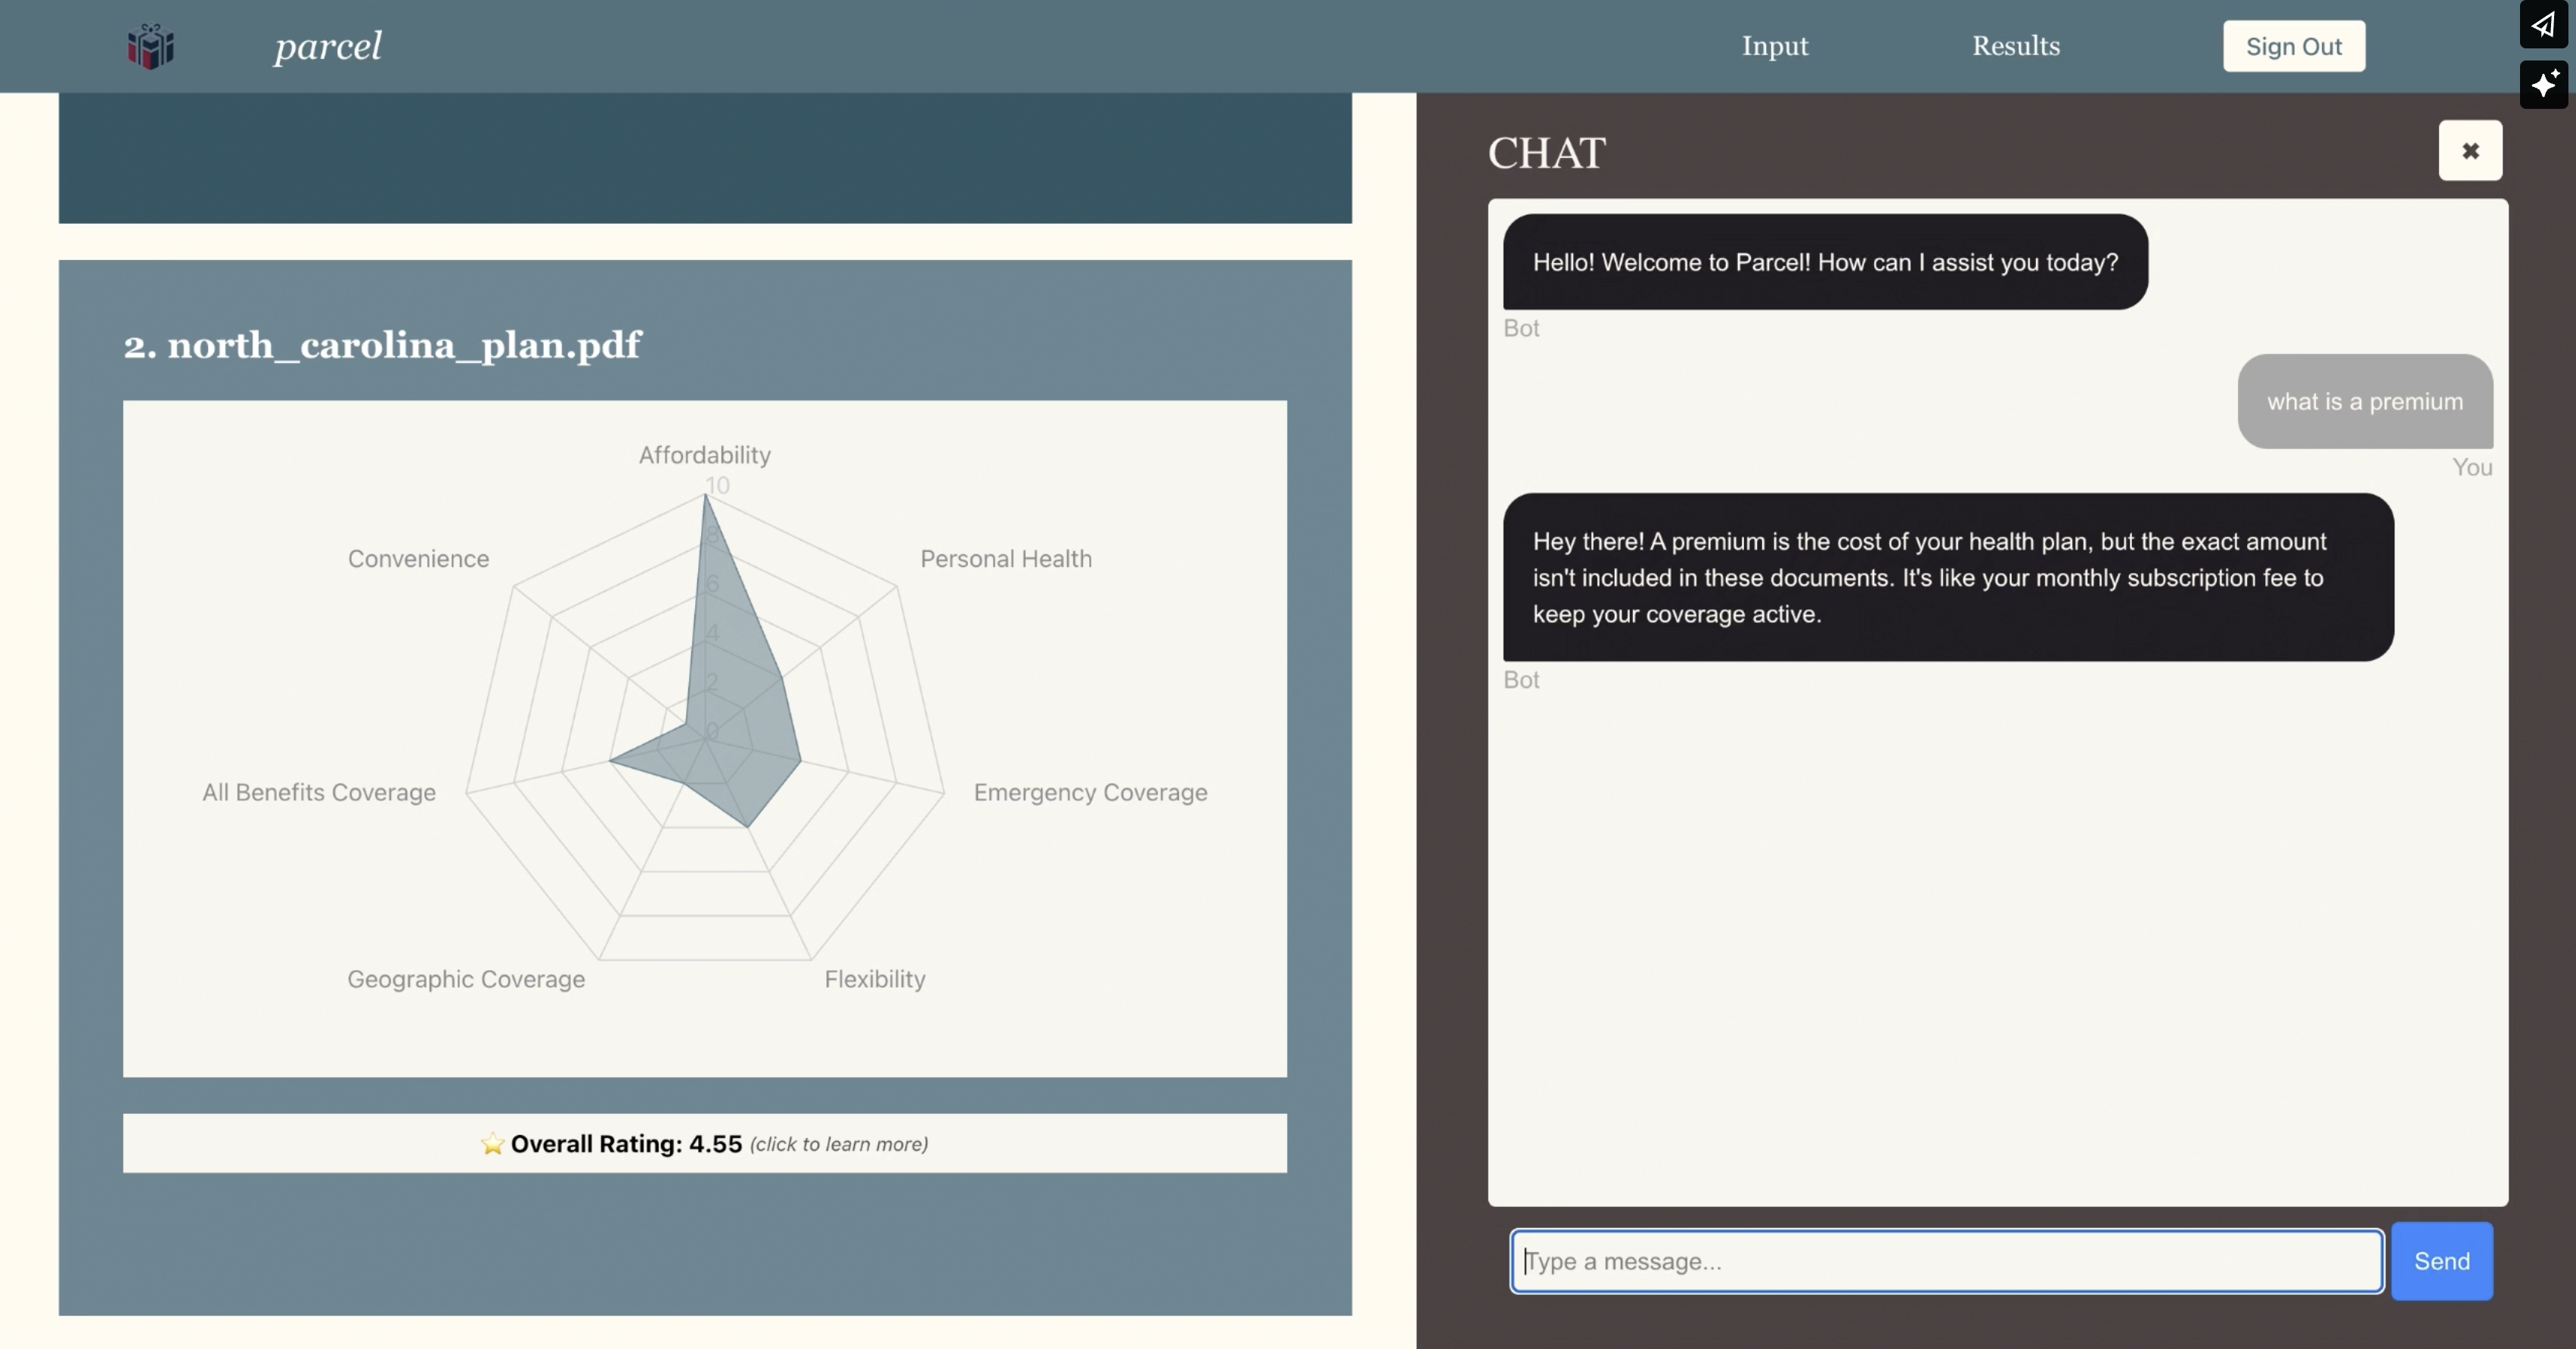 parcel
Input
Results
Sign Out
2. north_carolina_plan.pdf
Affordability
10
8
6
4
2
0
Convenience
Personal Health
All Benefits Coverage
Emergency Coverage
Geographic Coverage
Flexibility
Overall Rating: 4.55 (click to learn more)
CHAT
Hello! Welcome to Parcel! How can I assist you today?
Bot
what is a premium
You
Hey there! A premium is the cost of your health plan, but the exact amount
isn't included in these documents. It's like your monthly subscription fee to
keep your coverage active.
Bot
Type a message...
Send